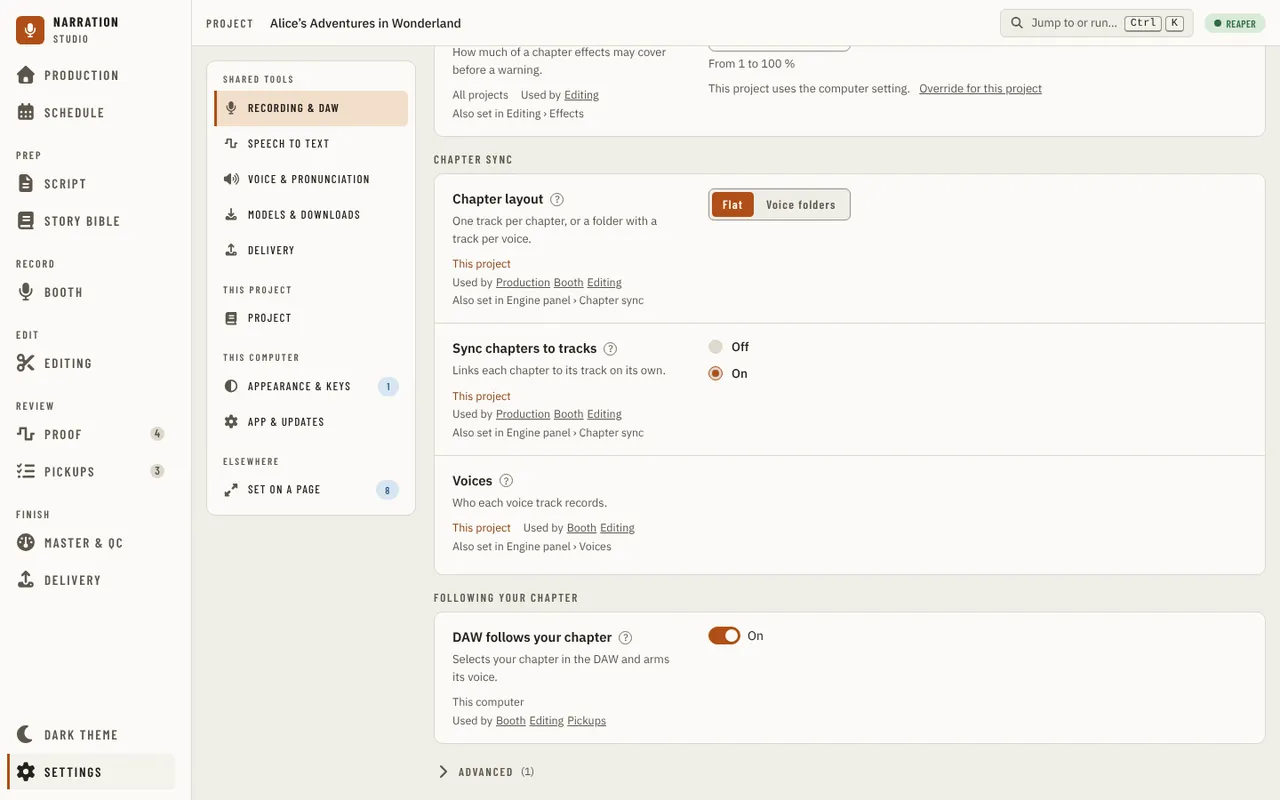 NARRATION
STUDIO
PRODUCTION
SCHEDULE
PREP
SCRIPT
STORY BIBLE
RECORD
BOOTH
EDIT
EDITING
REVIEW
PROOF 4
PICKUPS 3
FINISH
MASTER & QC
DELIVERY
DARK THEME
SETTINGS
PROJECT Alice's Adventures in Wonderland
Jump to or run... Ctrl K
REAPER
SHARED TOOLS
RECORDING & DAW
SPEECH TO TEXT
VOICE & PRONUNCIATION
MODELS & DOWNLOADS
DELIVERY
THIS PROJECT
PROJECT
THIS COMPUTER
APPEARANCE & KEYS 1
APP & UPDATES
ELSEWHERE
SET ON A PAGE 8
How much of a chapter effects may cover
before a warning.
All projects Used by Editing
Also set in Editing › Effects
From 1 to 100 %
This project uses the computer setting. Override for this project
CHAPTER SYNC
Chapter layout ?
One track per chapter, or a folder with a
track per voice.
This project
Used by Production Booth Editing
Also set in Engine panel › Chapter sync
Flat Voice folders
Sync chapters to tracks ?
Links each chapter to its track on its own.
This project
Used by Production Booth Editing
Also set in Engine panel › Chapter sync
Off
On
Voices ?
Who each voice track records.
This project Used by Booth Editing
Also set in Engine panel › Voices
FOLLOWING YOUR CHAPTER
DAW follows your chapter ?
Selects your chapter in the DAW and arms
its voice.
This computer
Used by Booth Editing Pickups
On
ADVANCED (1)